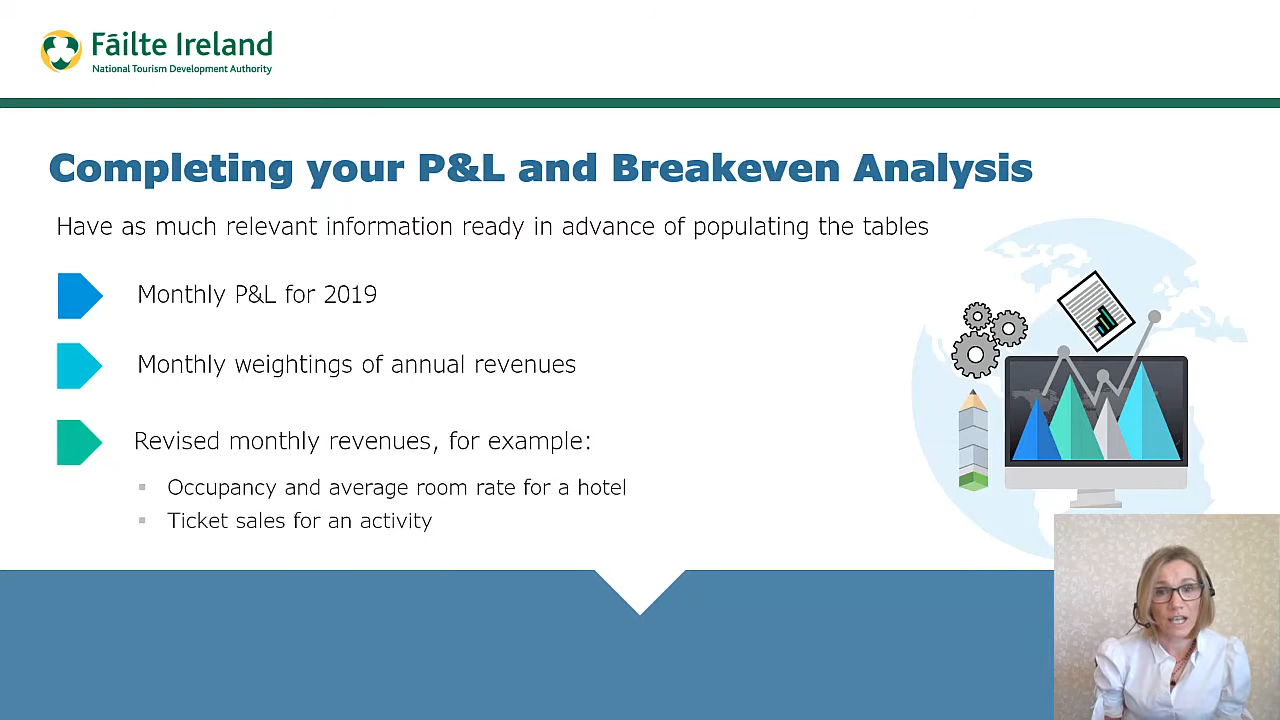 Fáilte Ireland
National Tourism Development Authority
Completing your P&L and Breakeven Analysis
Have as much relevant information ready in advance of populating the tables
Monthly P&L for 2019
Monthly weightings of annual revenues
Revised monthly revenues, for example:
▪ Occupancy and average room rate for a hotel
▪ Ticket sales for an activity